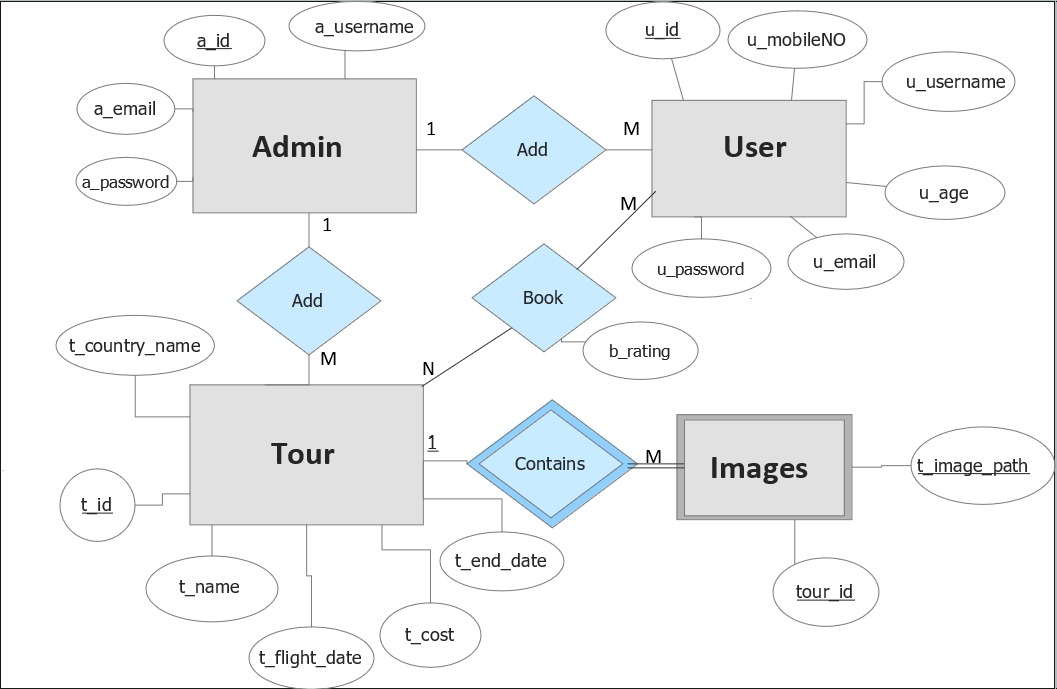 a_id
a_username
u_id
u_mobileNO
a_email
u_username
Admin
1
Add
M
User
a_password
u_age
M
1
u_password
u_email
Add
Book
t_country_name
M
N
b_rating
Tour
1
Contains
M
Images
t_image_path
t_id
t_end_date
t_name
tour_id
t_cost
t_flight_date